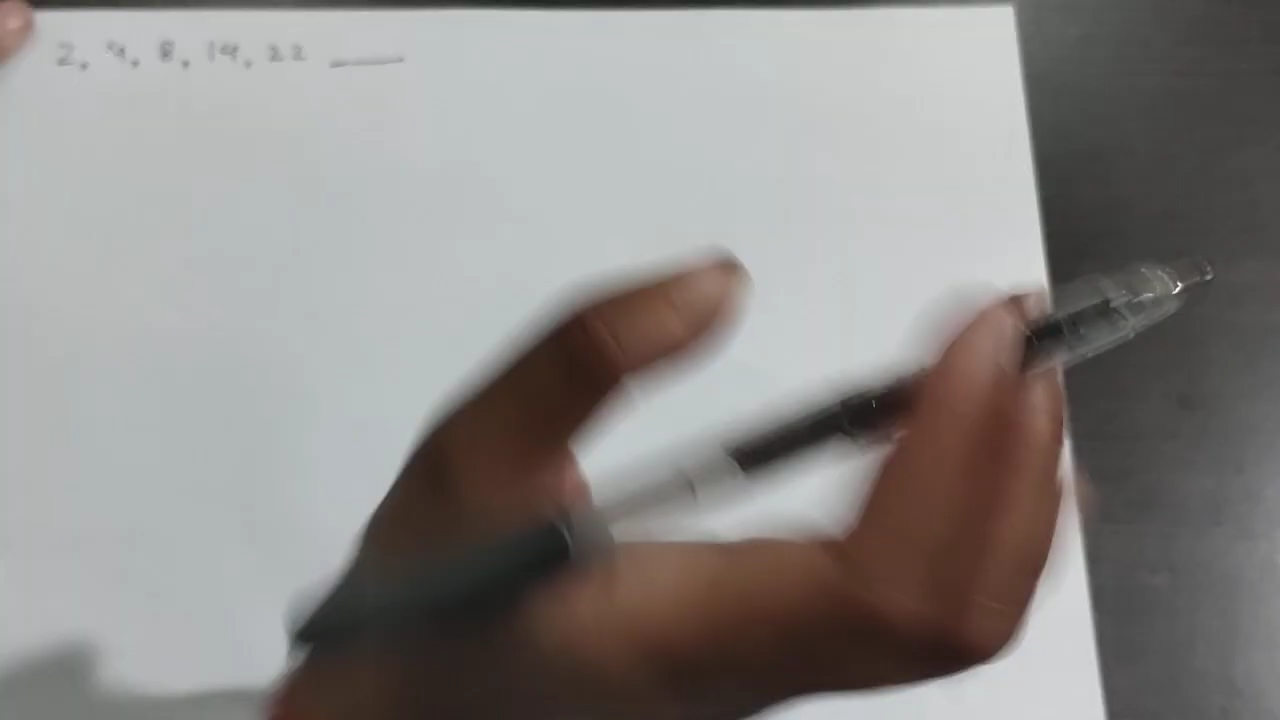 2, 4, 8, 14, 22 ____